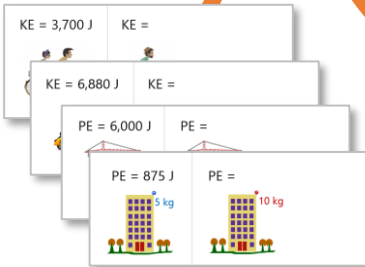 KE = 3,700 J KE =
KE = 6,880 J KE =
PE = 6,000 J PE =
PE = 875 J PE =
5 kg 10 kg